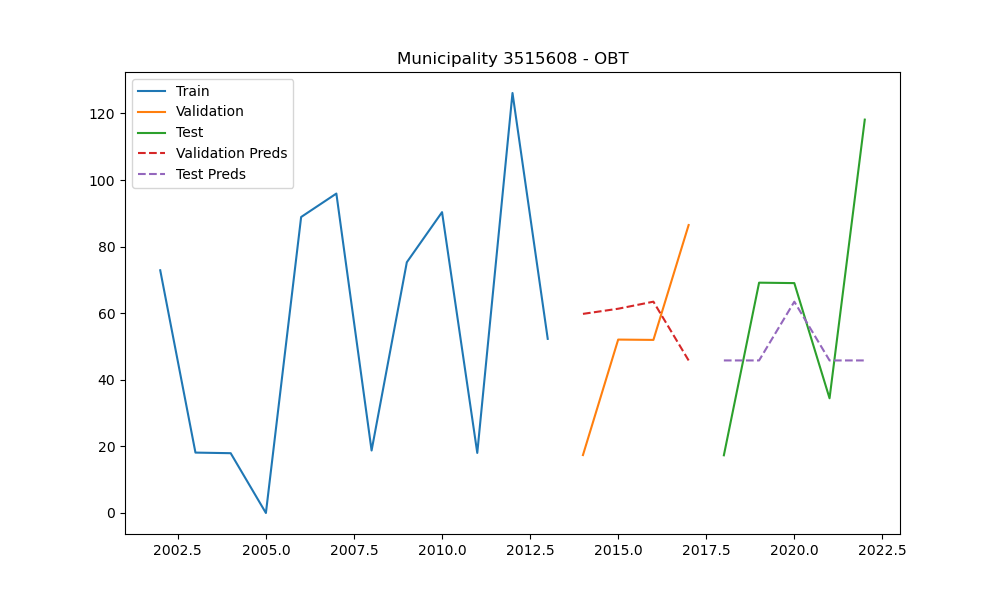 Municipality 3515608 - OBT
Train
Validation
Test
Validation Preds
Test Preds
120
100
80
60
40
20
0
2002.5 2005.0 2007.5 2010.0 2012.5 2015.0 2017.5 2020.0 2022.5